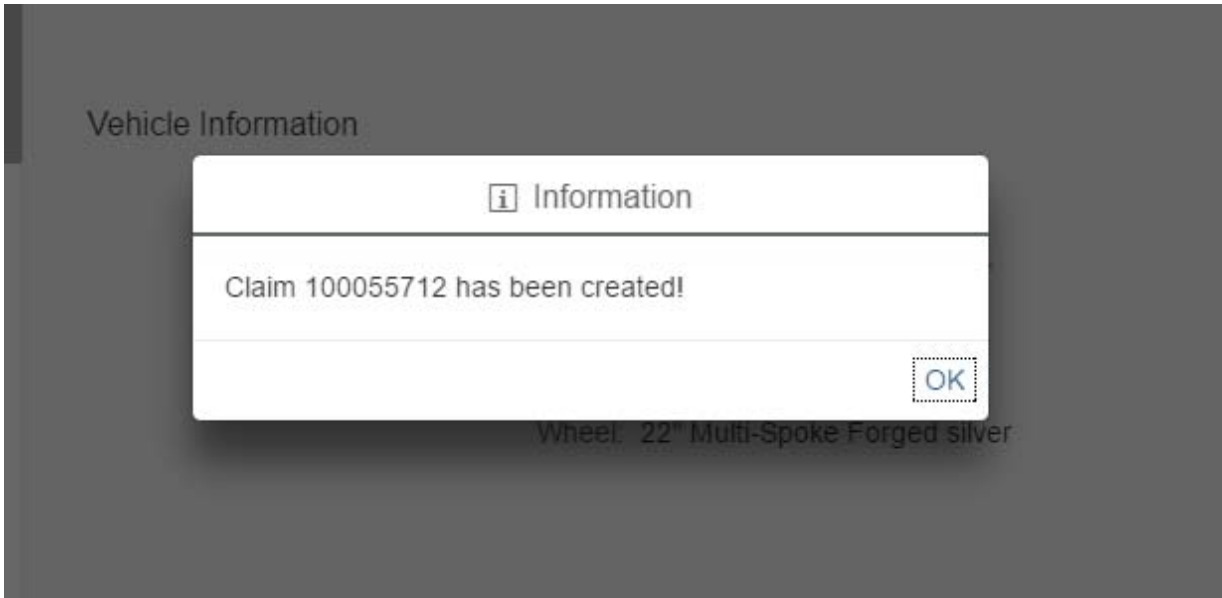 Vehicle Information
Information
Claim 100055712 has been created!
OK
Wheel: 22" Multi-Spoke Forged silver